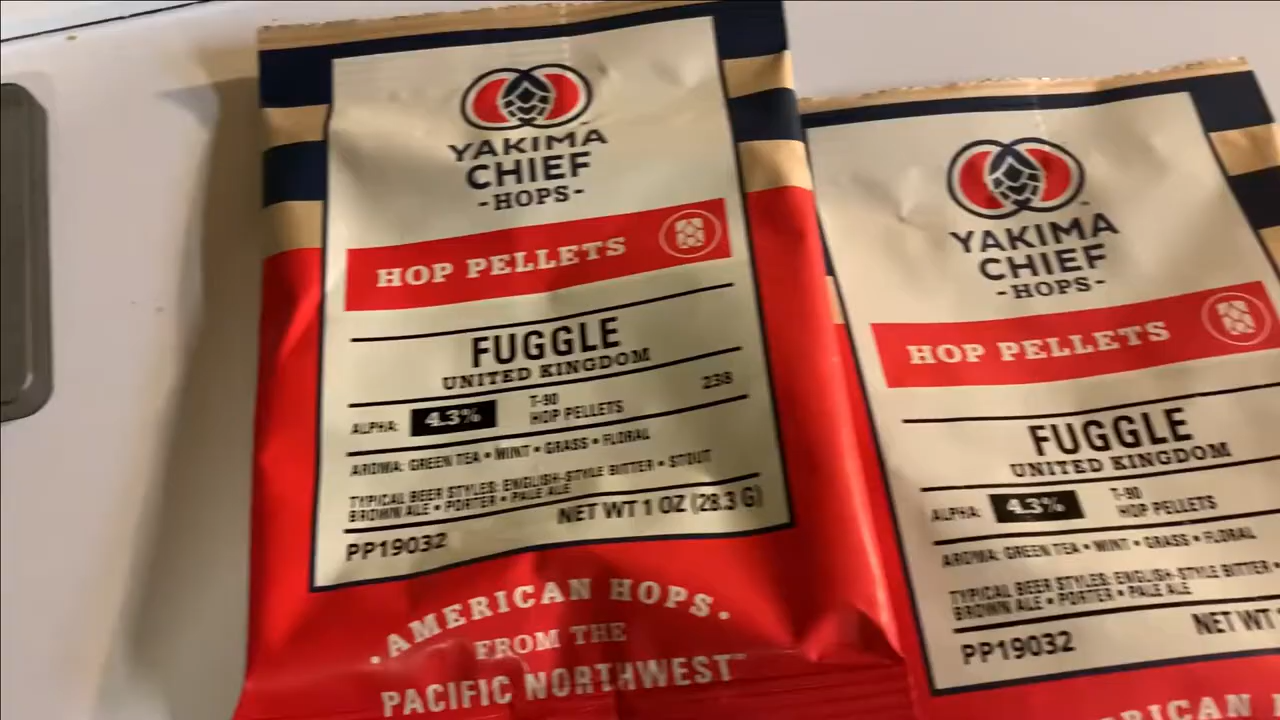 YAKIMA
CHIEF
-HOPS-
HOP PELLETS
FUGGLE
UNITED KINGDOM
ALPHA: 4.3% T-90 HOP PELLETS 238
AROMA: GREEN TEA • MINT • GRASS • FLORAL
TYPICAL BEER STYLES: ENGLISH-STYLE BITTER • STOUT
BROWN ALE • PORTER • PALE ALE
NET WT 1 OZ (28.3 G)
PP19032
.AMERICAN HOPS.
FROM THE
PACIFIC NORTHWEST™
YAKIMA
CHIEF
-HOPS-
HOP PELLETS
FUGGLE
UNITED KINGDOM
ALPHA: 4.3% T-90 HOP PELLETS
AROMA: GREEN TEA • MINT • GRASS • FLORAL
TYPICAL BEER STYLES: ENGLISH-STYLE BITTER •
BROWN ALE • PORTER • PALE ALE
NET WT
PP19032
RICAN